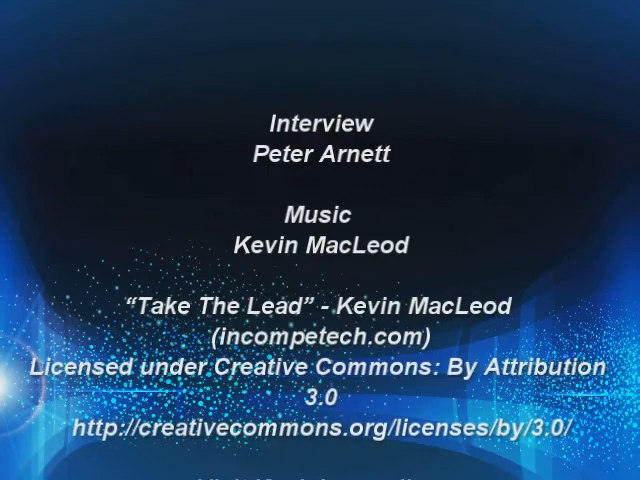 Interview
Peter Arnett
Music
Kevin MacLeod
“Take The Lead” - Kevin MacLeod
(incompetech.com)
Licensed under Creative Commons: By Attribution
3.0
http://creativecommons.org/licenses/by/3.0/